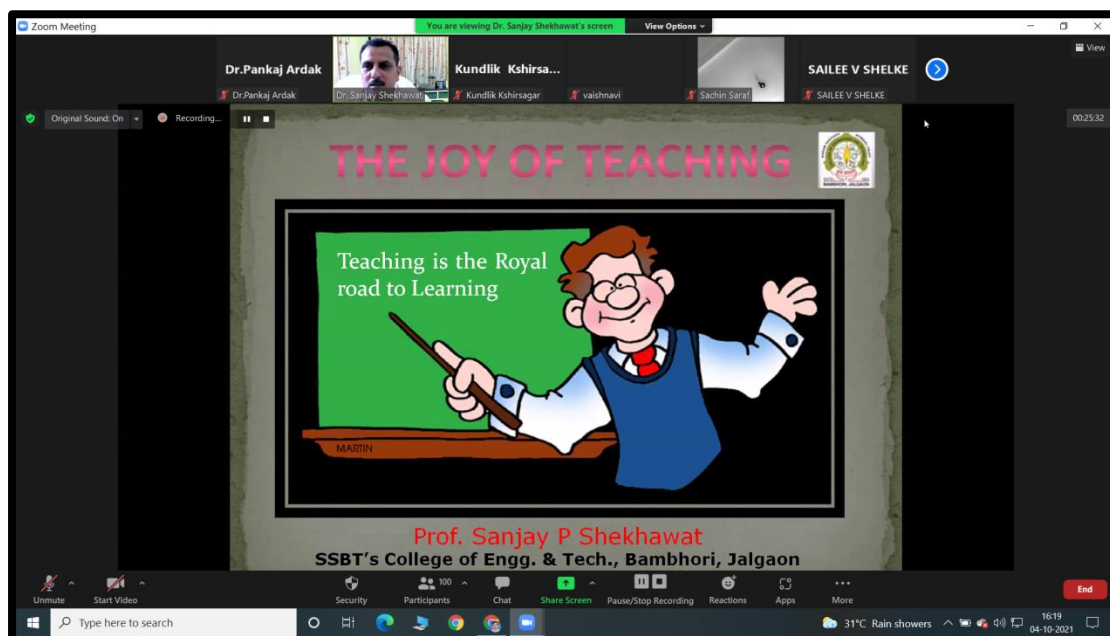 Zoom Meeting
You are viewing Dr. Sanjay Shekhawat's screen
View Options
View
Dr.Pankaj Ardak
Kundlik Kshirsa...
SAILEE V SHELKE
Dr.Pankaj Ardak
Dr. Sanjay Shekhawat
Kundlik Kshirsagar
vaishnavi
Sachin Saraf
SAILEE V SHELKE
Original Sound: On
Recording...
00:25:32
THE JOY OF TEACHING
BAMBHORI, JALGAON
Teaching is the Royal
road to Learning
MARTIN
Prof. Sanjay P Shekhawat
SSBT's College of Engg. & Tech., Bambhori, Jalgaon
Unmute
Start Video
Security
Participants
100
Chat
Share Screen
Pause/Stop Recording
Reactions
Apps
More
End
Type here to search
31°C Rain showers
16:19
04-10-2021